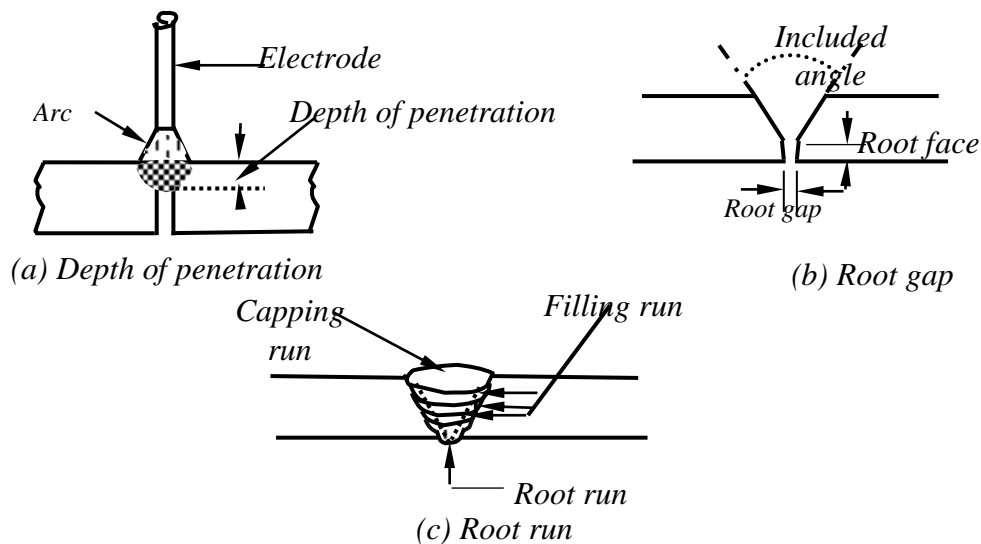 Electrode
Arc
Depth of penetration
(a) Depth of penetration
Included
angle
Root face
Root gap
(b) Root gap
Capping
run
Filling run
Root run
(c) Root run